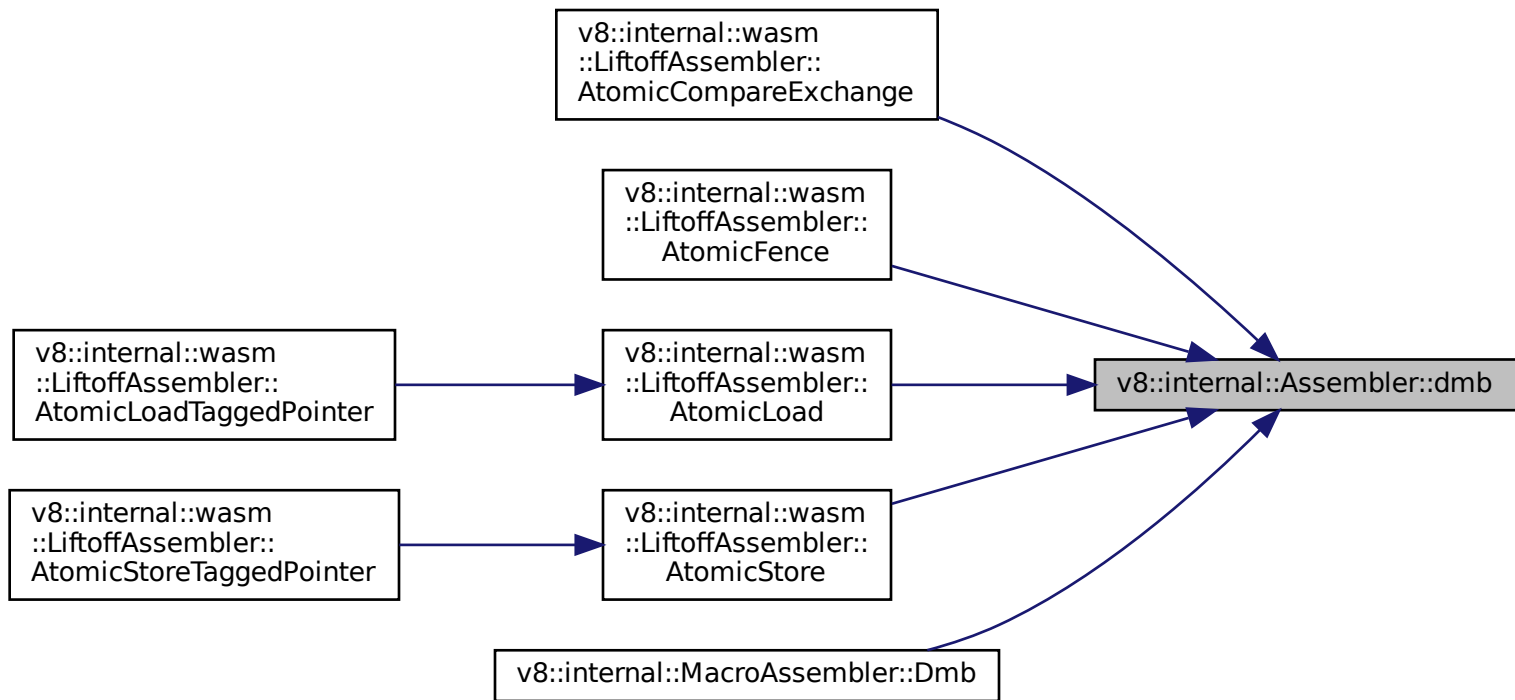 v8::internal::wasm
::LiftoffAssembler::
AtomicCompareExchange
v8::internal::wasm
::LiftoffAssembler::
AtomicFence
v8::internal::wasm
::LiftoffAssembler::
AtomicLoadTaggedPointer
v8::internal::wasm
::LiftoffAssembler::
AtomicLoad
v8::internal::Assembler::dmb
v8::internal::wasm
::LiftoffAssembler::
AtomicStoreTaggedPointer
v8::internal::wasm
::LiftoffAssembler::
AtomicStore
v8::internal::MacroAssembler::Dmb